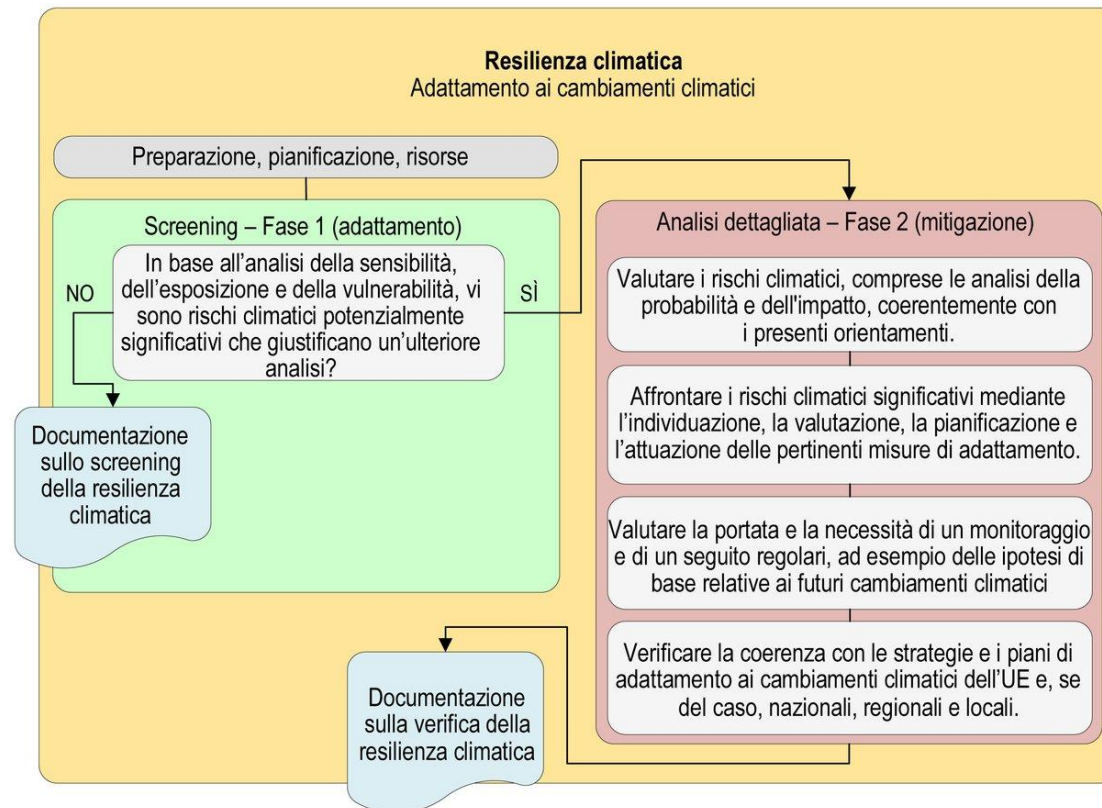 Resilienza climatica
Adattamento ai cambiamenti climatici
Preparazione, pianificazione, risorse
Screening – Fase 1 (adattamento)
In base all’analisi della sensibilità,
dell’esposizione e della vulnerabilità, vi
sono rischi climatici potenzialmente
significativi che giustificano un’ulteriore
analisi?
NO
SÌ
Documentazione
sullo screening
della resilienza
climatica
Analisi dettagliata – Fase 2 (mitigazione)
Valutare i rischi climatici, comprese le analisi della
probabilità e dell'impatto, coerentemente con
i presenti orientamenti.
Affrontare i rischi climatici significativi mediante
l’individuazione, la valutazione, la pianificazione e
l’attuazione delle pertinenti misure di adattamento.
Valutare la portata e la necessità di un monitoraggio
e di un seguito regolari, ad esempio delle ipotesi di
base relative ai futuri cambiamenti climatici
Verificare la coerenza con le strategie e i piani di
adattamento ai cambiamenti climatici dell’UE e, se
del caso, nazionali, regionali e locali.
Documentazione
sulla verifica della
resilienza climatica